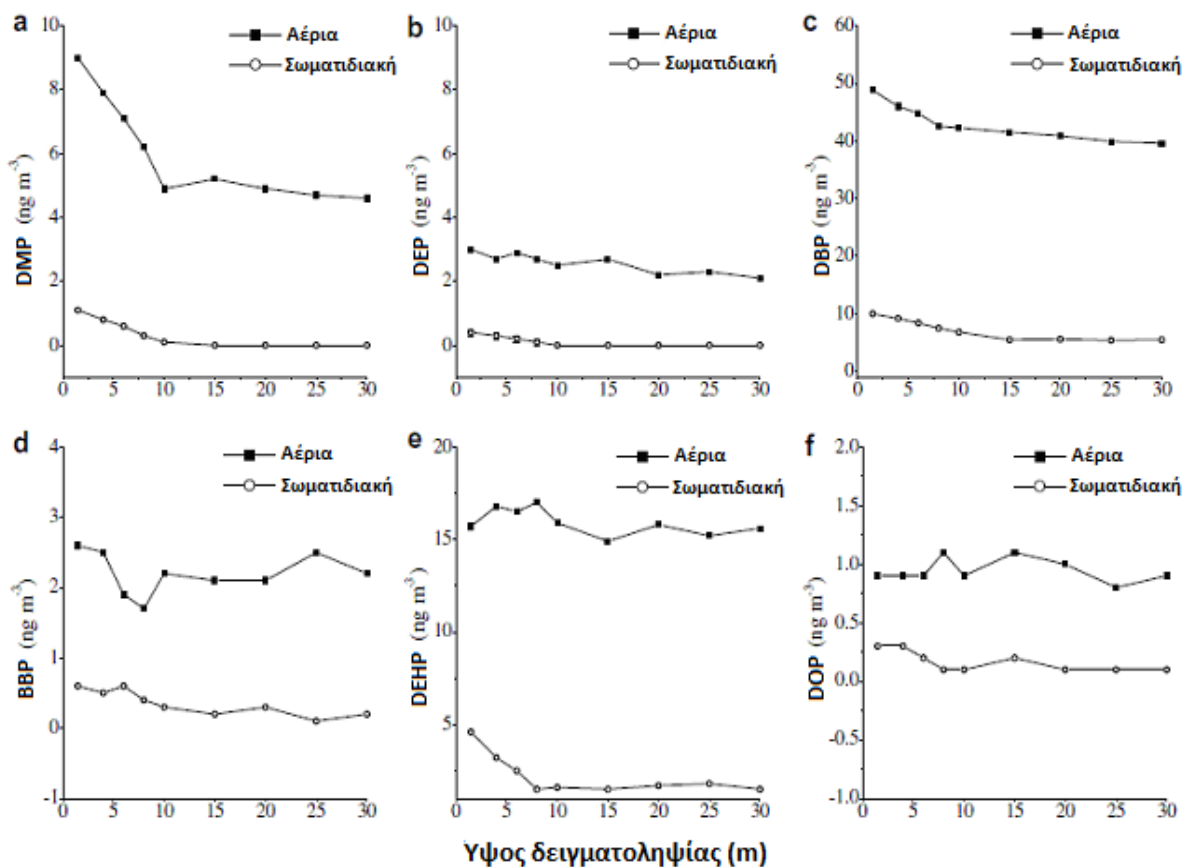 a
Αέρια
Σωματιδιακή
DMP (ng m-3)
10
8
6
4
2
0
0 5 10 15 20 25 30
b
Αέρια
Σωματιδιακή
DEP (ng m-3)
10
8
6
4
2
0
0 5 10 15 20 25 30
c
Αέρια
Σωματιδιακή
DBP (ng m-3)
60
50
40
30
20
10
0
0 5 10 15 20 25 30
d
Αέρια
Σωματιδιακή
BBP (ng m-3)
4
3
2
1
0
-1
0 5 10 15 20 25 30
e
Αέρια
Σωματιδιακή
DEHP (ng m-3)
20
15
10
5
0 5 10 15 20 25 30
f
Αέρια
Σωματιδιακή
DOP (ng m-3)
2.0
1.5
1.0
0.5
0.0
-0.5
-1.0
0 5 10 15 20 25 30
Υψος δειγματοληψίας (m)